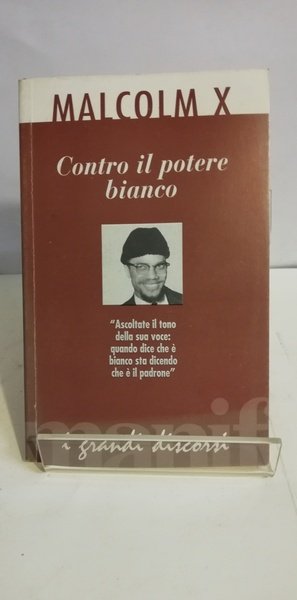 MALCOLM X
Contro il potere
bianco
"Ascoltate il tono
della sua voce:
quando dice che è
bianco sta dicendo
che è il padrone"
manif
i grandi discorsi